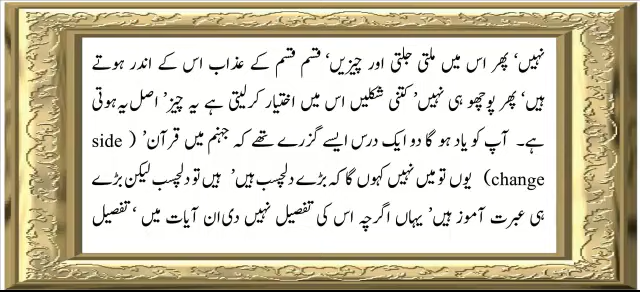 نہیں‘ پھر اس میں ملتی جلتی اور چیزیں‘ قسم قسم کے عذاب اس کے اندر ہوتے
ہیں‘ پھر پوچھو ہی نہیں’ کتنی شکلیں اس میں اختیار کرلیتی ہے یہ چیز’ اصل یہ ہوتی
ہے۔ آپ کو یاد ہو گا دو ایک درس ایسے گزرے تھے کہ جہنم میں قرآن’ ( side
change) یوں تو میں نہیں کہوں گا کہ بڑے دلچسب ہیں’ ہیں تو دلچسب لیکن بڑے
ہی عبرت آموز ہیں’ یہاں اگرچہ اس کی تفصیل نہیں دی ان آیات میں ‘ تفصیل